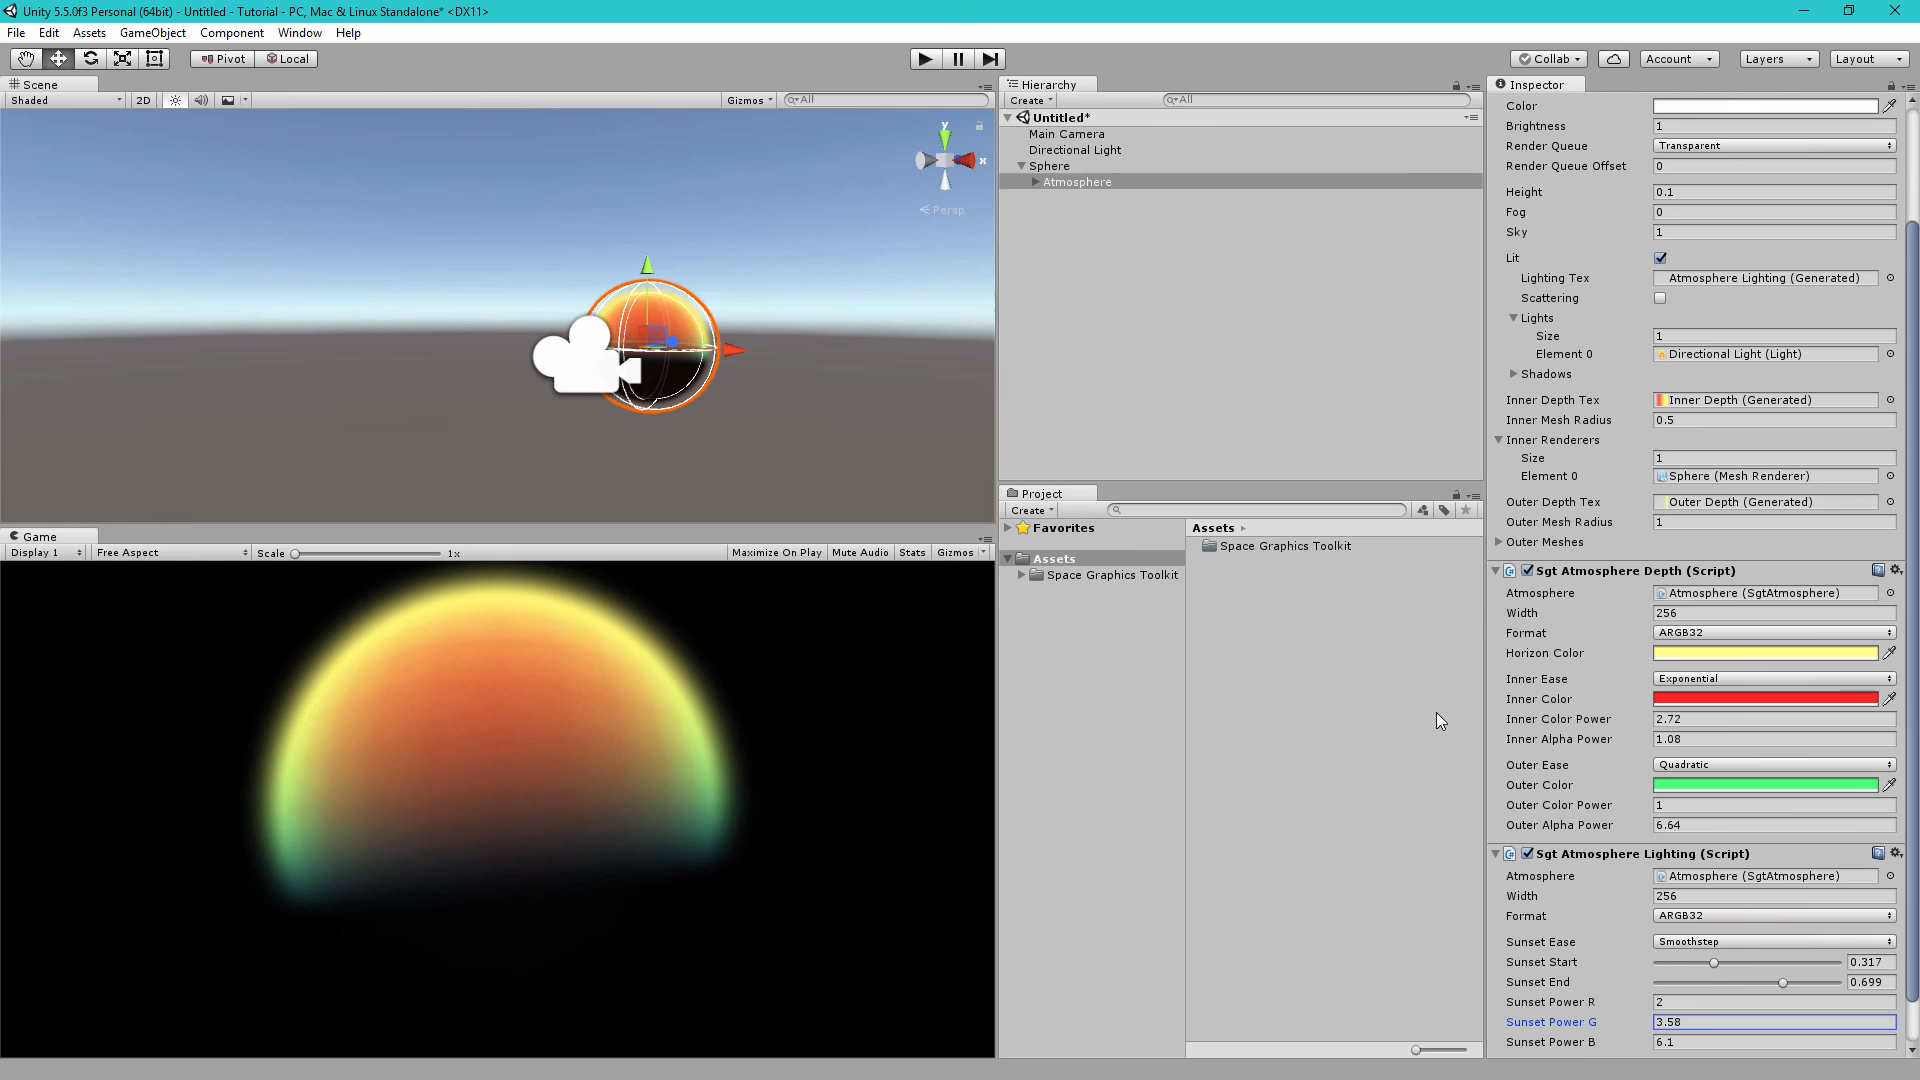 Unity 5.5.0f3 Personal (64bit) - Untitled - Tutorial - PC, Mac & Linux Standalone* <DX11>
File Edit Assets GameObject Component Window Help
Pivot Local Collab Account Layers Layout
Scene
Shaded 2D Gizmos All
y
x
Persp
Game
Display 1 Free Aspect Scale 1x Maximize On Play Mute Audio Stats Gizmos
Hierarchy
Create All
Untitled*
Main Camera
Directional Light
Sphere
Atmosphere
Project
Create
Favorites
Assets
Space Graphics Toolkit
Assets
Space Graphics Toolkit
Inspector
Color
Brightness 1
Render Queue Transparent
Render Queue Offset 0
Height 0.1
Fog 0
Sky 1
Lit
Lighting Tex Atmosphere Lighting (Generated)
Scattering
Lights
Size 1
Element 0 Directional Light (Light)
Shadows
Inner Depth Tex Inner Depth (Generated)
Inner Mesh Radius 0.5
Inner Renderers
Size 1
Element 0 Sphere (Mesh Renderer)
Outer Depth Tex Outer Depth (Generated)
Outer Mesh Radius 1
Outer Meshes
Sgt Atmosphere Depth (Script)
Atmosphere Atmosphere (SgtAtmosphere)
Width 256
Format ARGB32
Horizon Color
Inner Ease Exponential
Inner Color
Inner Color Power 2.72
Inner Alpha Power 1.08
Outer Ease Quadratic
Outer Color
Outer Color Power 1
Outer Alpha Power 6.64
Sgt Atmosphere Lighting (Script)
Atmosphere Atmosphere (SgtAtmosphere)
Width 256
Format ARGB32
Sunset Ease Smoothstep
Sunset Start 0.317
Sunset End 0.699
Sunset Power R 2
Sunset Power G 3.58
Sunset Power B 6.1